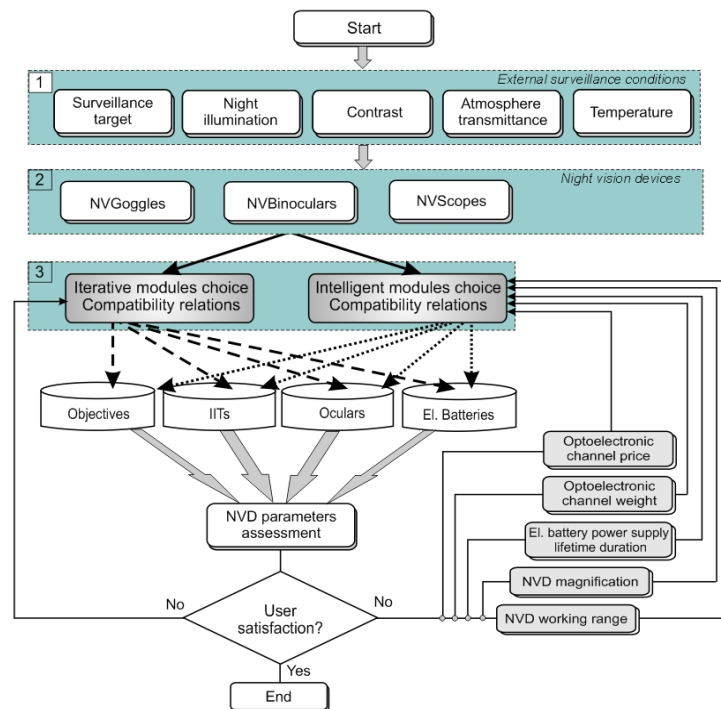 Start
1
External surveillance conditions
Surveillance
target
Night
illumination
Contrast
Atmosphere
transmittance
Temperature
2
Night vision devices
NVGoggles
NVBinoculars
NVScopes
3
Iterative modules choice
Compatibility relations
Intelligent modules choice
Compatibility relations
Objectives
IITs
Oculars
El. Batteries
Optoelectronic
channel price
Optoelectronic
channel weight
El. battery power supply
lifetime duration
NVD magnification
NVD working range
NVD parameters
assessment
No
User
satisfaction?
No
Yes
End